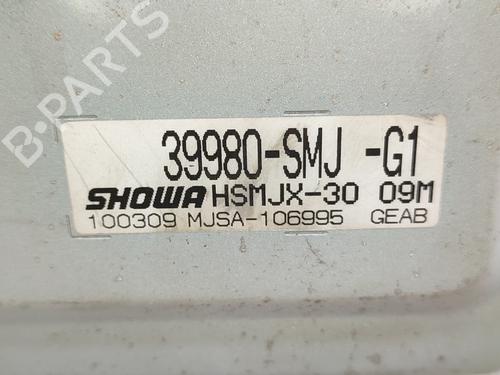 B-PARTS
39980-SMJ -G1
SHOWA HSMJX-30 09M
100309 MJSA-106995 GEAB